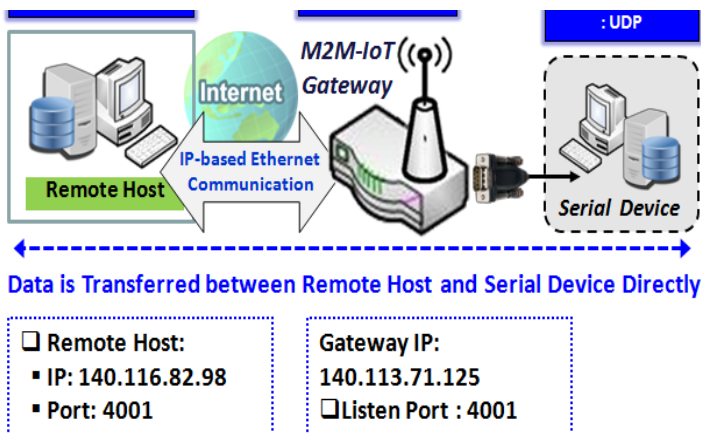 : UDP
M2M-IoT
Gateway
Internet
IP-based Ethernet
Communication
Remote Host
Serial Device
Data is Transferred between Remote Host and Serial Device Directly
❑ Remote Host:
▪ IP: 140.116.82.98
▪ Port: 4001
Gateway IP:
140.113.71.125
❑Listen Port : 4001